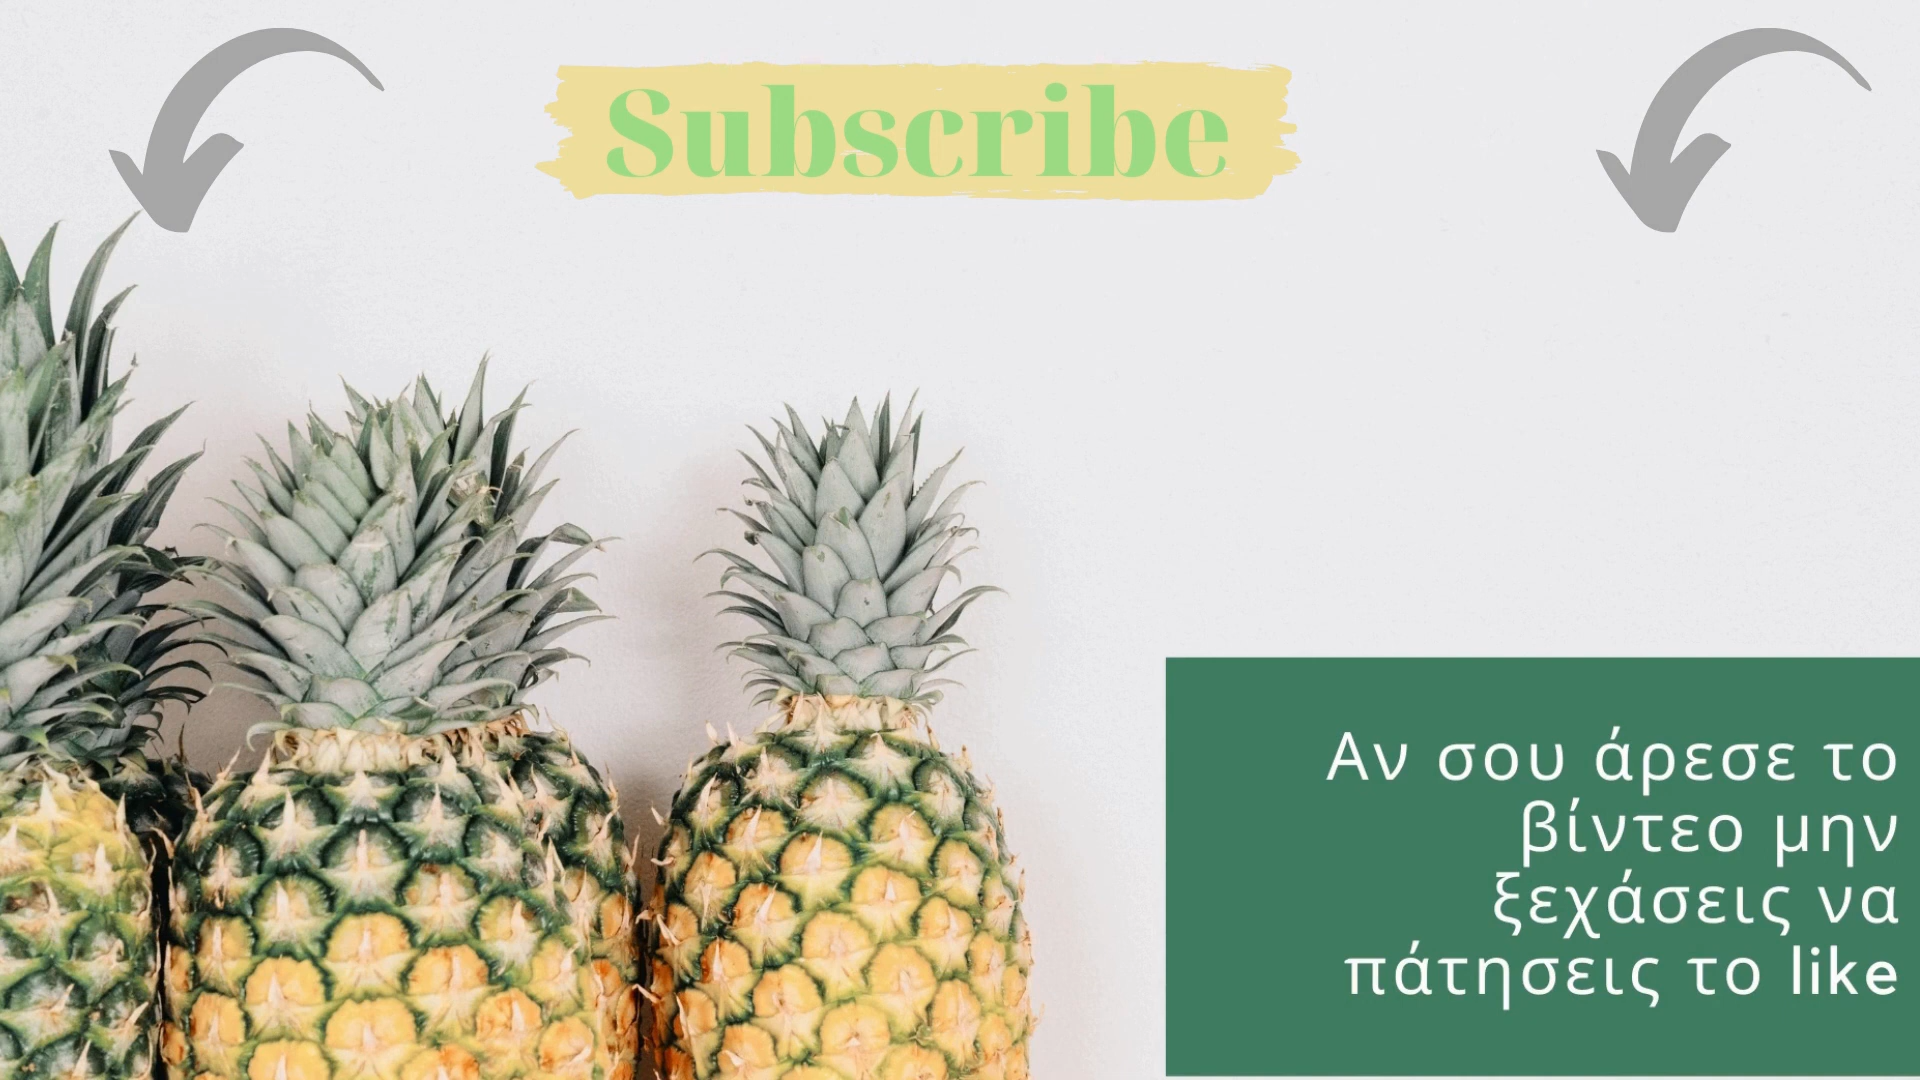 Subscribe
Αν σου άρεσε το
βίντεο μην
ξεχάσεις να
πάτησεις το like